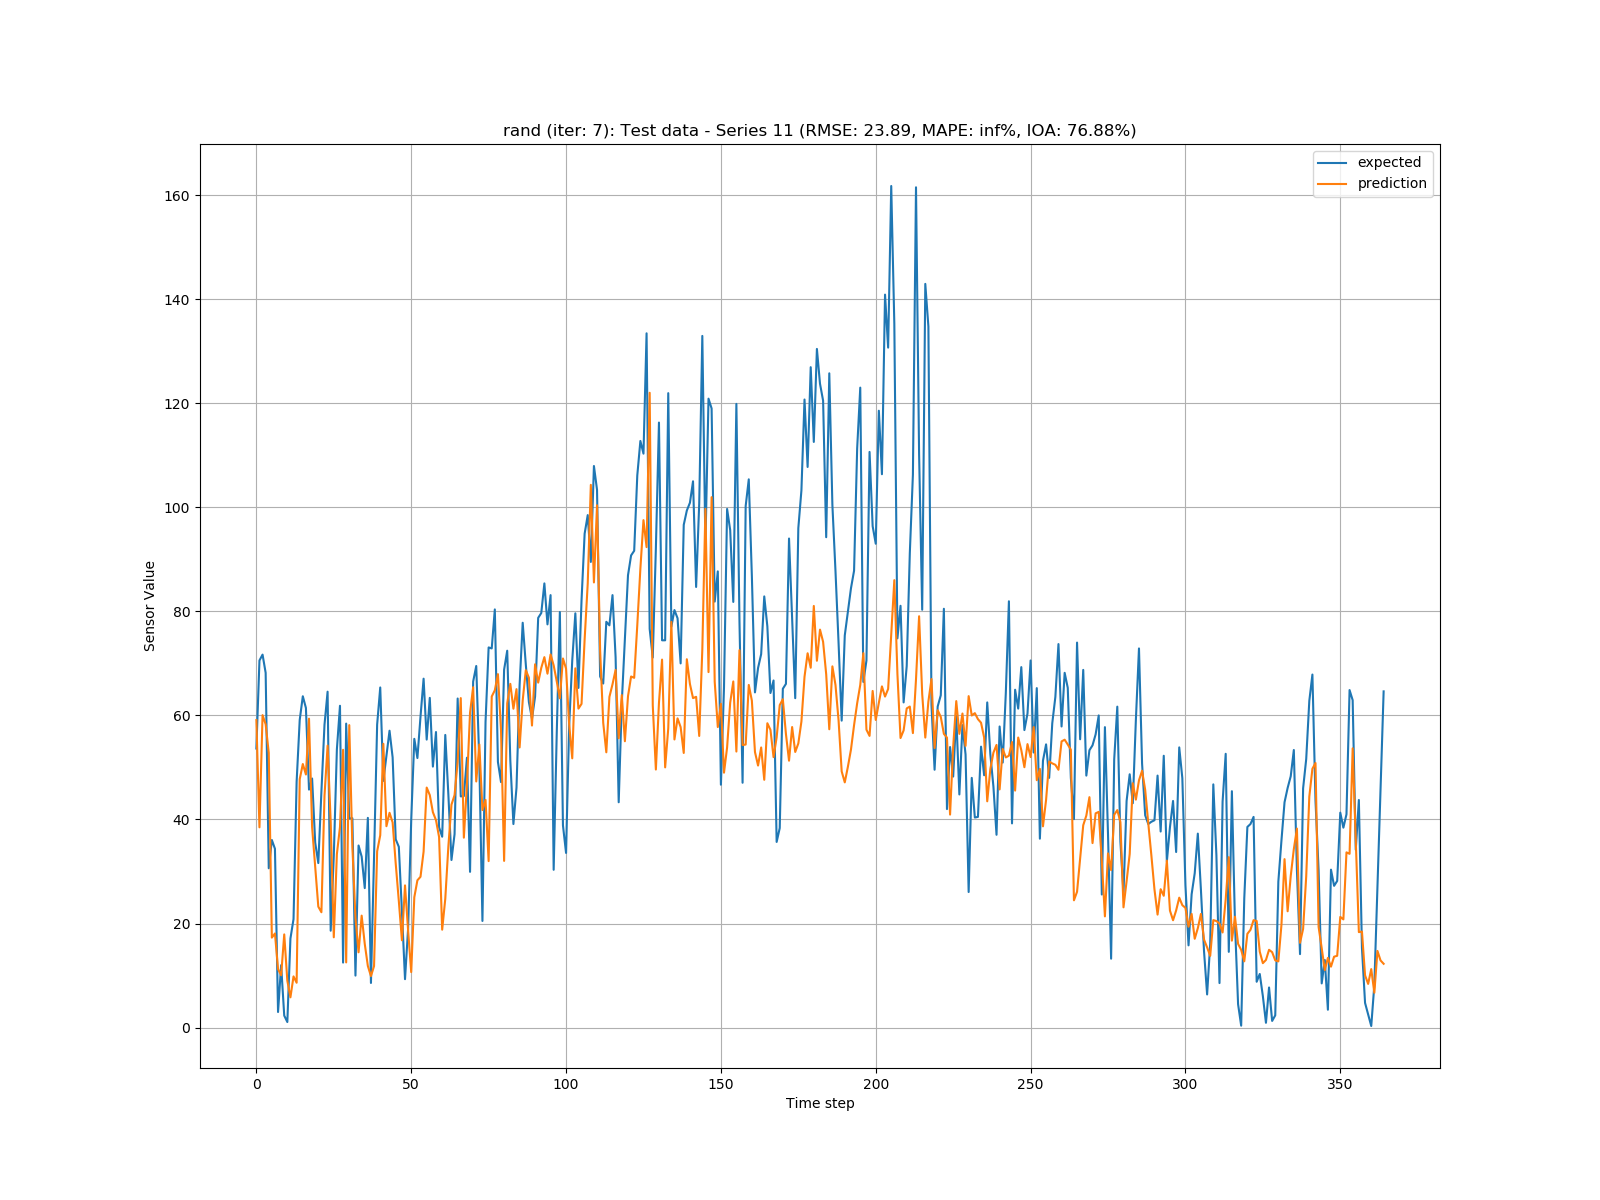 rand (iter: 7): Test data - Series 11 (RMSE: 23.89, MAPE: inf%, IOA: 76.88%)
expected
prediction
160
140
120
100
80
60
40
20
0
Sensor Value
0 50 100 150 200 250 300 350
Time step